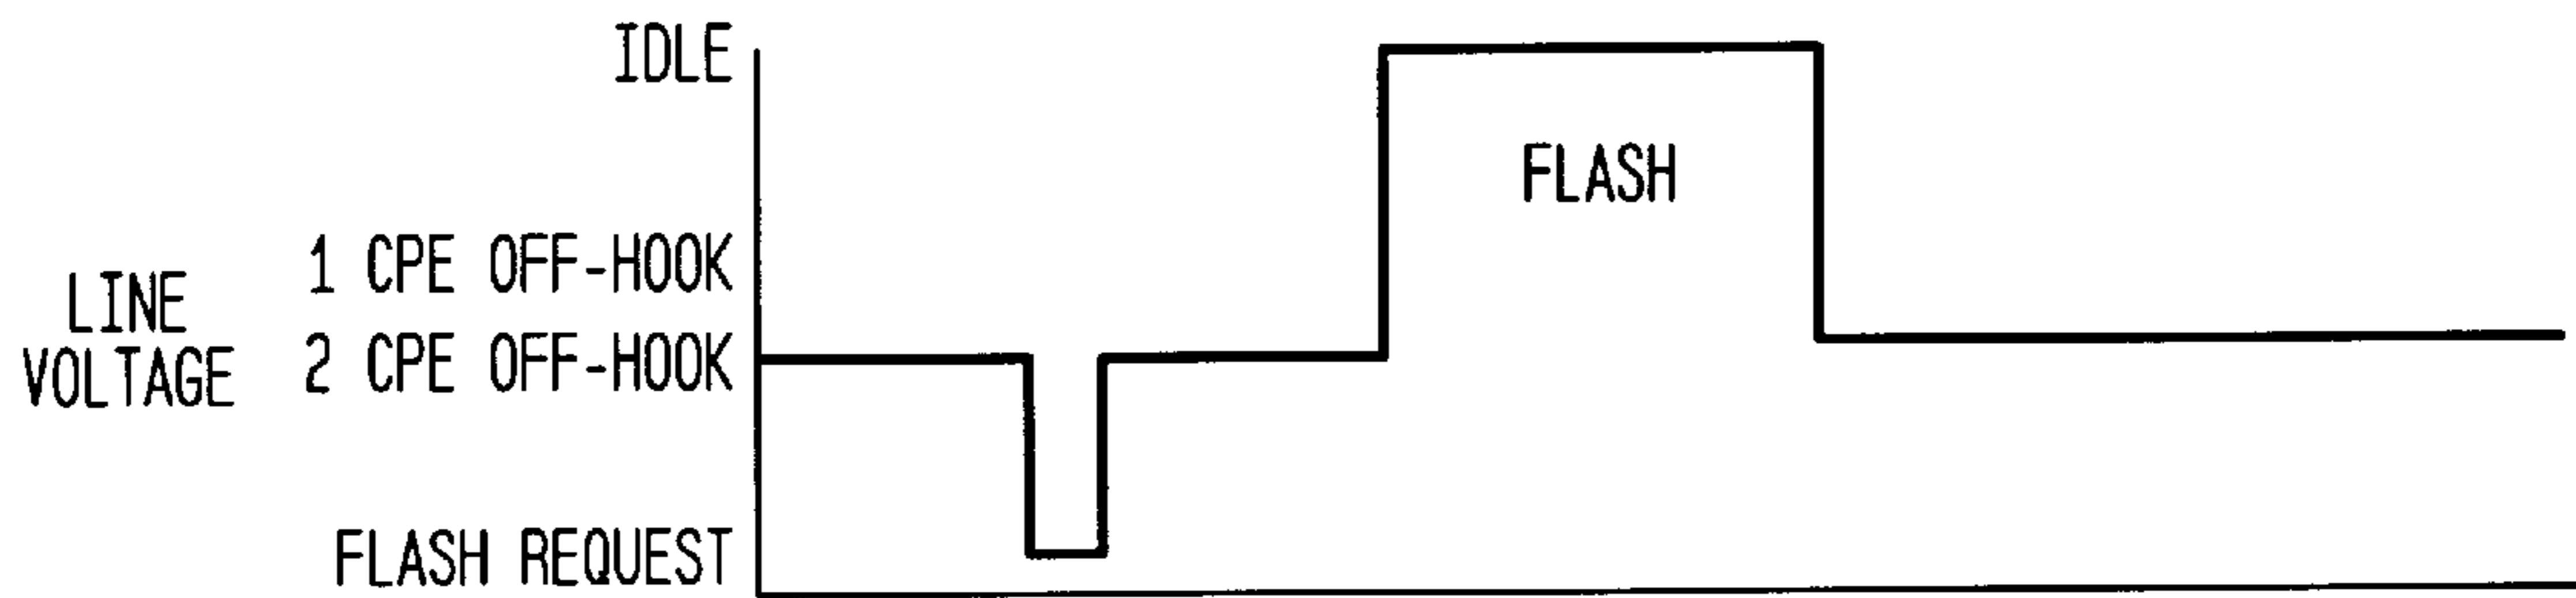 IDLE
FLASH
1 CPE OFF-HOOK
LINE
VOLTAGE
2 CPE OFF-HOOK
FLASH REQUEST